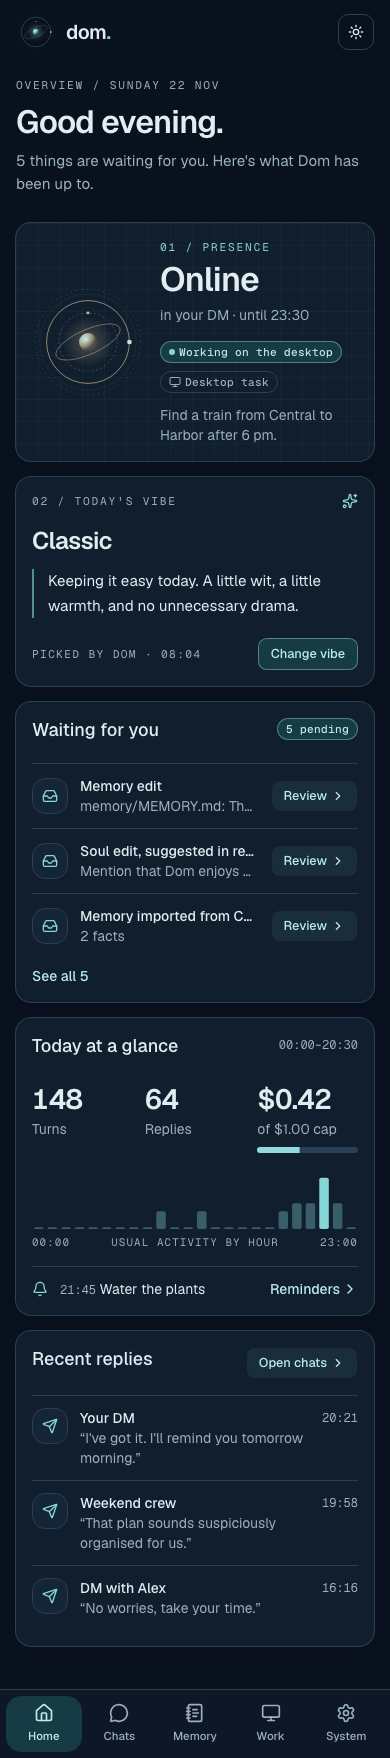 dom.
OVERVIEW / SUNDAY 22 NOV
Good evening.
5 things are waiting for you. Here's what Dom has
been up to.
01 / PRESENCE
Online
in your DM · until 23:30
Working on the desktop
Desktop task
Find a train from Central to
Harbor after 6 pm.
02 / TODAY'S VIBE
Classic
Keeping it easy today. A little wit, a little
warmth, and no unnecessary drama.
PICKED BY DOM · 08:04
Change vibe
Waiting for you
5 pending
Memory edit
memory/MEMORY.md: Th…
Review
Soul edit, suggested in re…
Mention that Dom enjoys …
Review
Memory imported from C…
2 facts
Review
See all 5
Today at a glance
00:00–20:30
148
Turns
64
Replies
$0.42
of $1.00 cap
00:00
USUAL ACTIVITY BY HOUR
23:00
21:45 Water the plants
Reminders
Recent replies
Open chats
Your DM
20:21
“I've got it. I'll remind you tomorrow
morning.”
Weekend crew
19:58
“That plan sounds suspiciously
organised for us.”
DM with Alex
16:16
“No worries, take your time.”
Home
Chats
Memory
Work
System